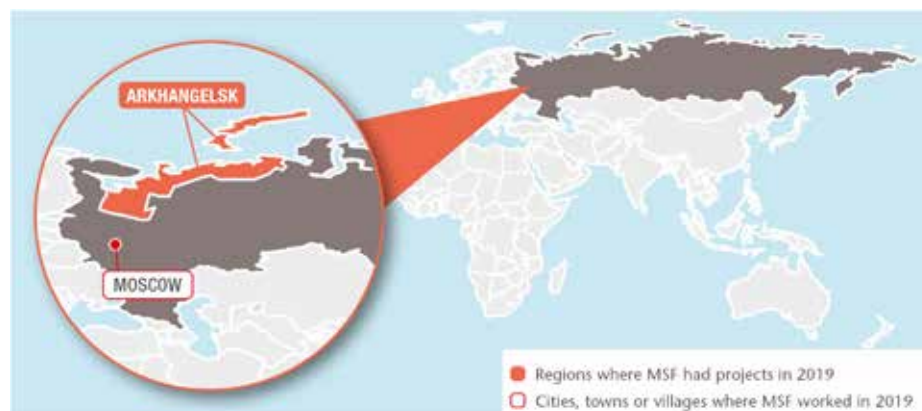 ARKHANGELSK
MOSCOW
Regions where MSF had projects in 2019
Cities, towns or villages where MSF worked in 2019